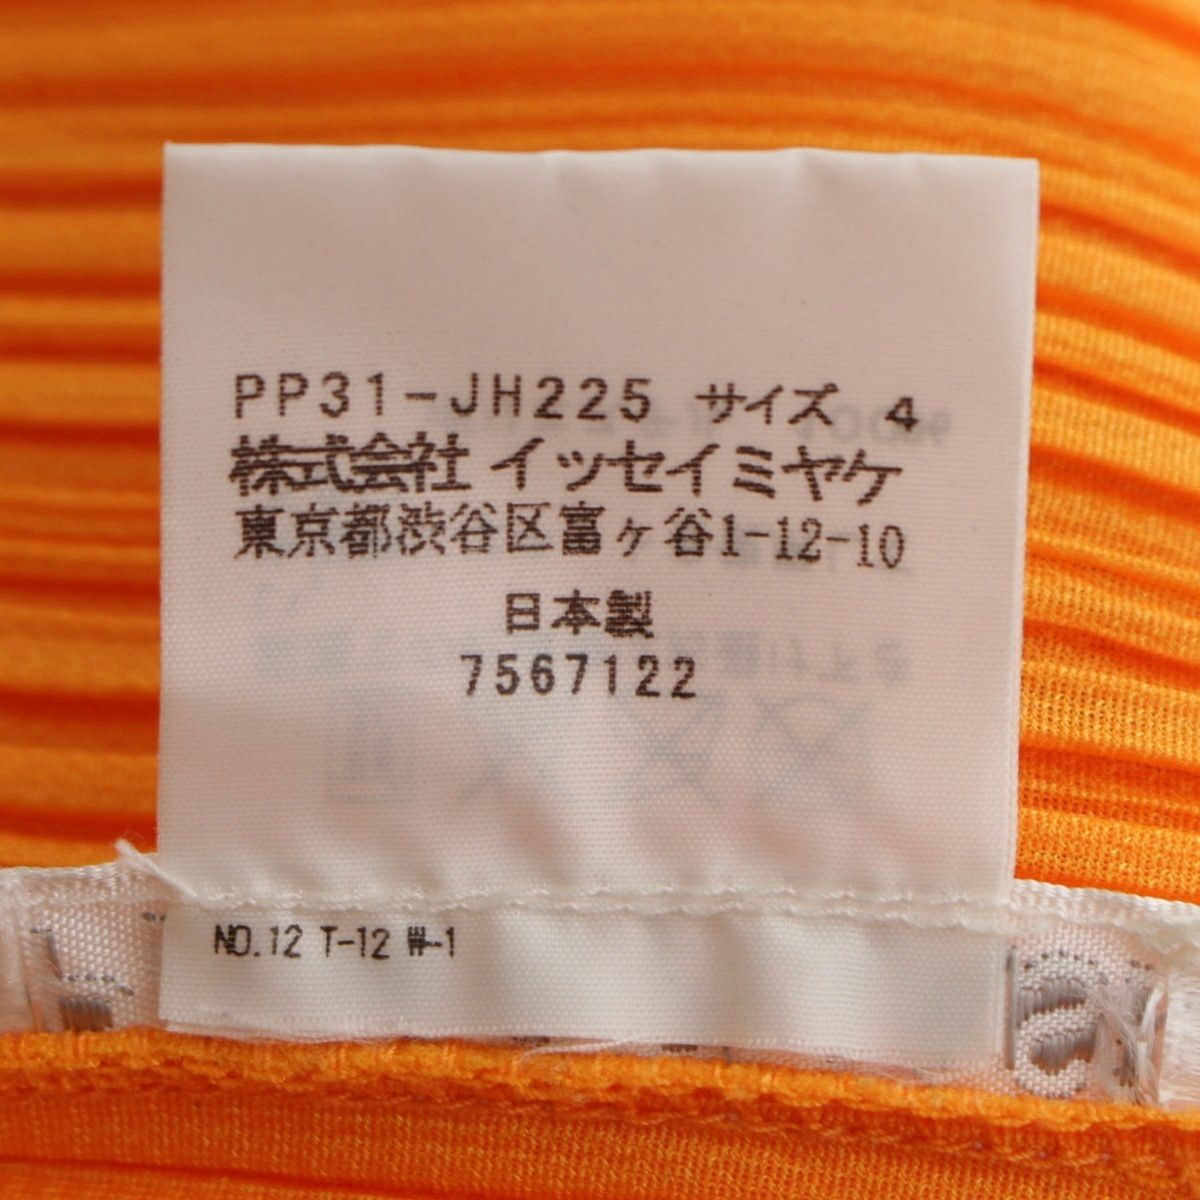 PP31-JH225 サイズ 4
株式会社 イッセイミヤケ
東京都渋谷区富ヶ谷1-12-10
日本製
7567122
NO.12 T-12 W-1